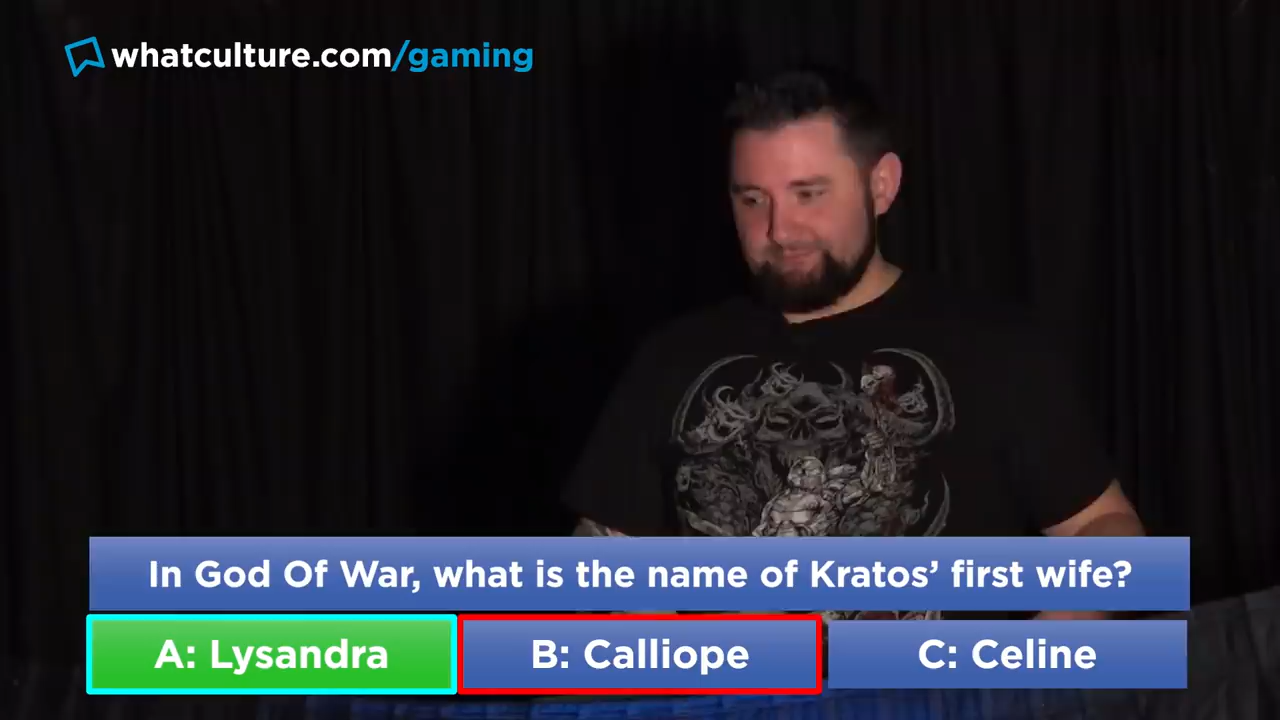 whatculture.com/gaming
In God Of War, what is the name of Kratos’ first wife?
A: Lysandra
B: Calliope
C: Celine